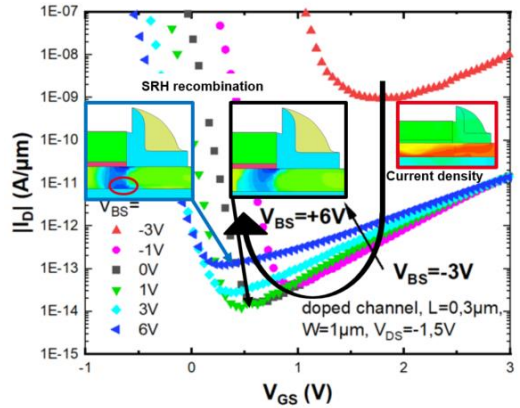 1E-07
1E-08
1E-09
1E-10
1E-11
1E-12
1E-13
1E-14
1E-15
|I_D| (A/µm)
SRH recombination
Current density
V_BS=
-3V
-1V
0V
1V
3V
6V
V_BS=+6V
V_BS=-3V
doped channel, L=0,3µm,
W=1µm, V_DS=-1,5V
-1
0
1
2
3
V_GS (V)